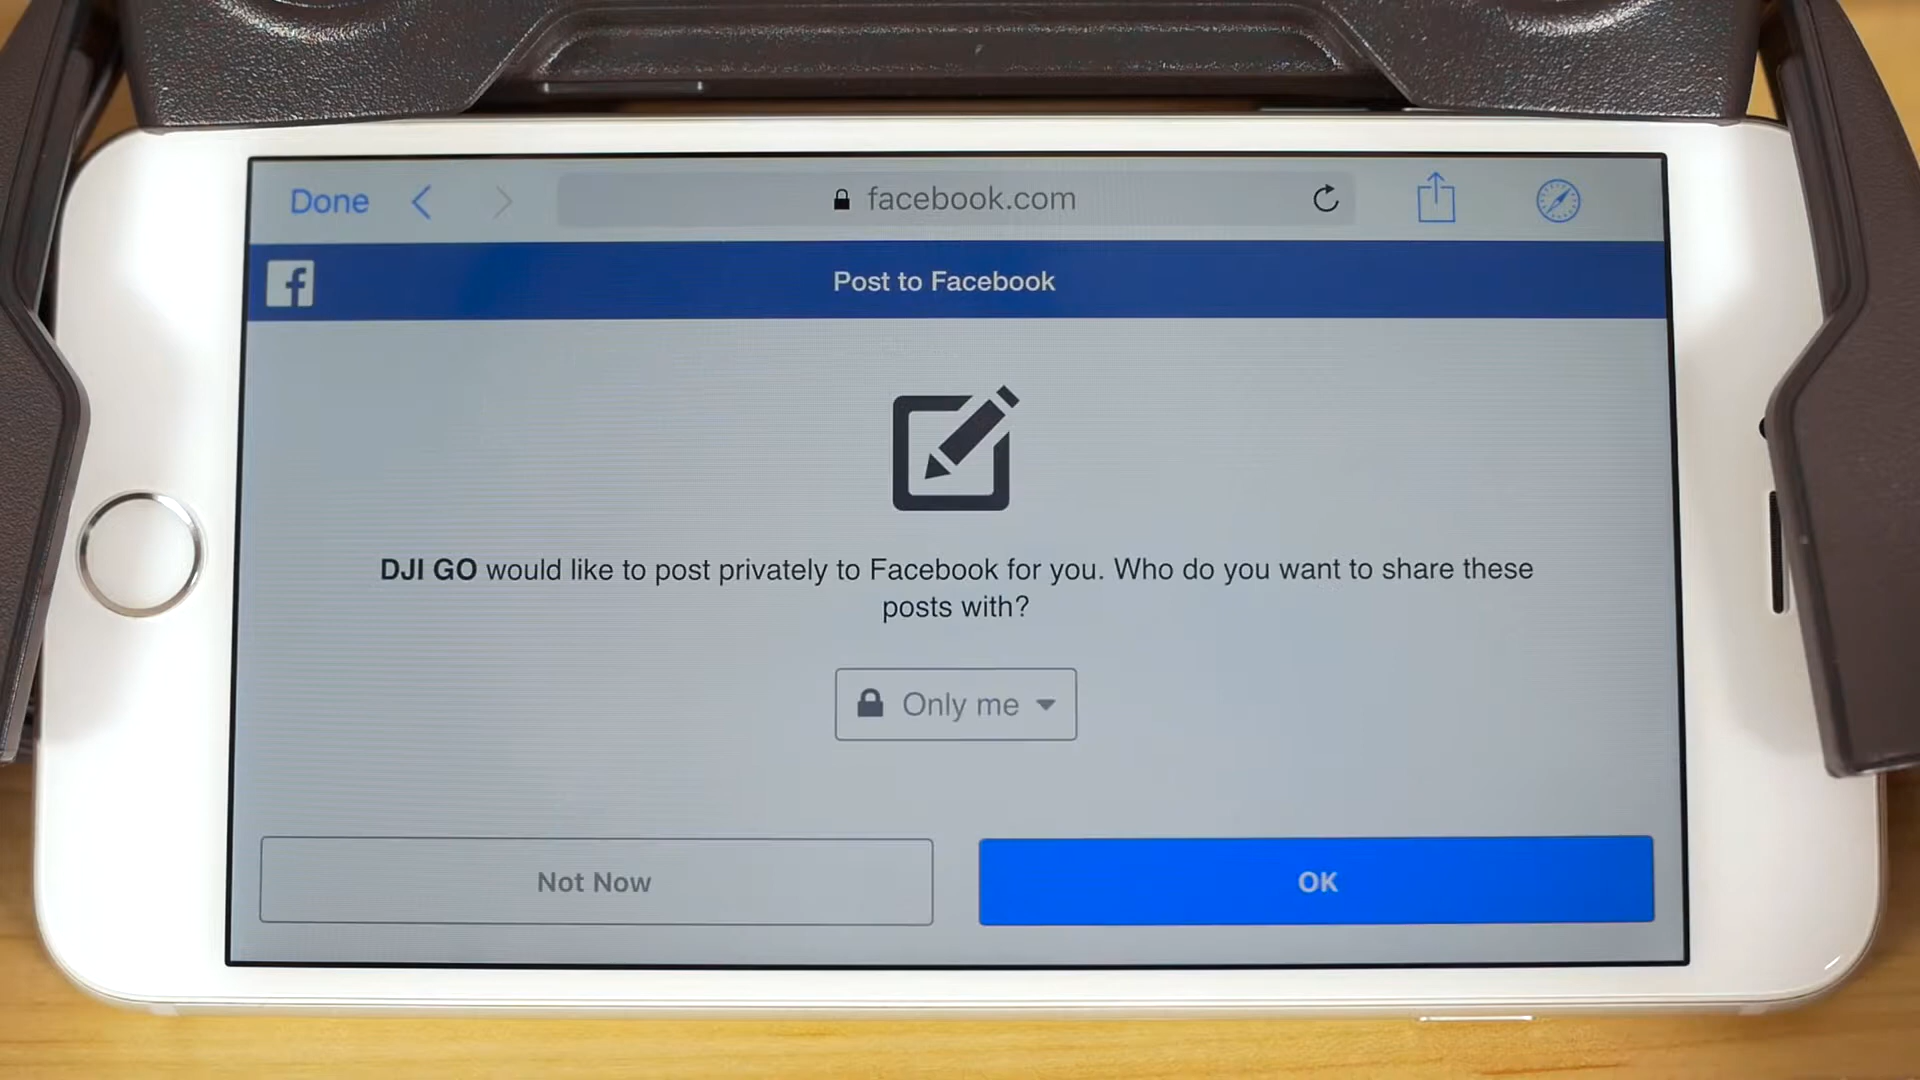 Done facebook.com
Post to Facebook
DJI GO would like to post privately to Facebook for you. Who do you want to share these
posts with?
Only me
Not Now OK